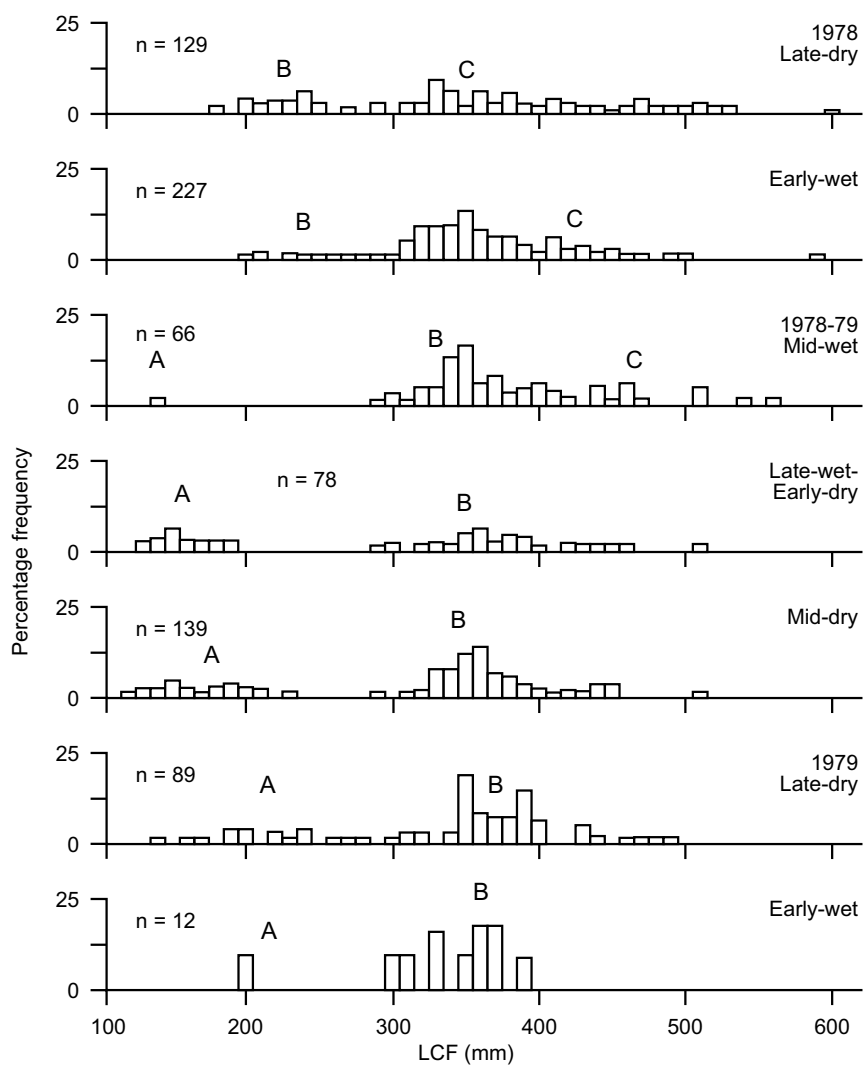 25
0
n = 129
B
C
1978
Late-dry
25
0
n = 227
B
C
Early-wet
25
0
n = 66
A
B
C
1978-79
Mid-wet
25
0
A
n = 78
B
Late-wet-
Early-dry
25
0
n = 139
A
B
Mid-dry
25
0
n = 89
A
B
1979
Late-dry
25
0
n = 12
A
B
Early-wet
100
200
300
400
500
600
LCF (mm)
Percentage frequency